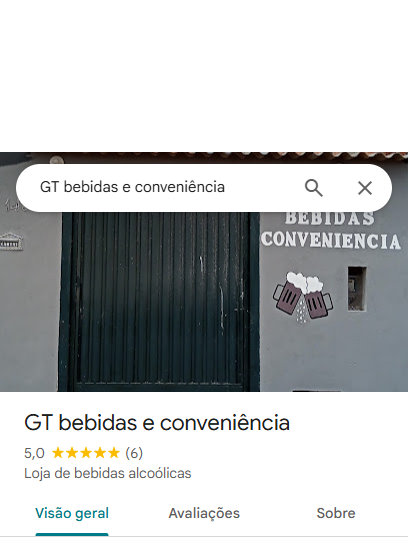 GT bebidas e conveniência
BEBIDAS
CONVENIENCIA
GT bebidas e conveniência
5,0 (6)
Loja de bebidas alcoólicas
Visão geral Avaliações Sobre